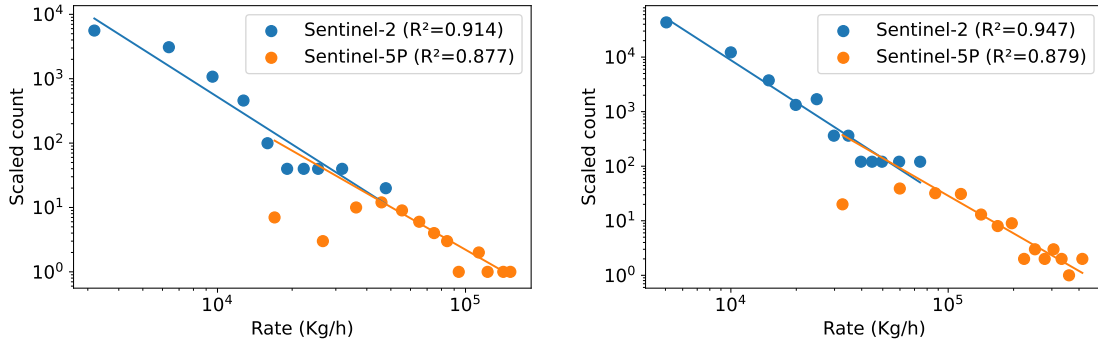 10⁴
10³
10²
10¹
10⁰
Scaled count
Sentinel-2 (R²=0.914)
Sentinel-5P (R²=0.877)
10⁴
10⁵
Rate (Kg/h)
10⁴
10³
10²
10¹
10⁰
Scaled count
Sentinel-2 (R²=0.947)
Sentinel-5P (R²=0.879)
10⁴
10⁵
Rate (Kg/h)